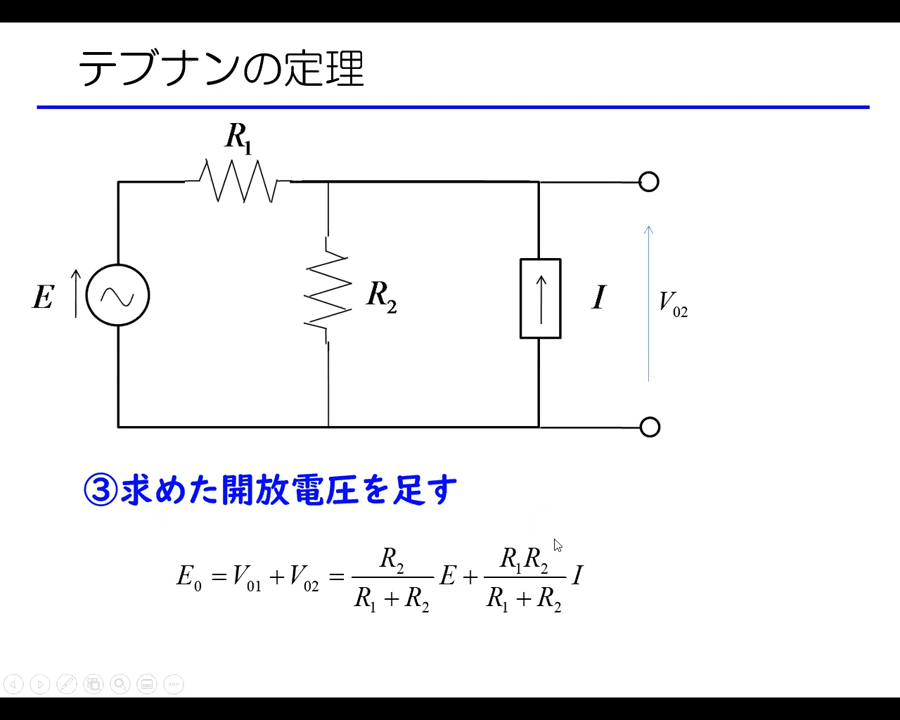 テブナンの定理
R₁
E
R₂
I
V₀₂
③求めた開放電圧を足す
E₀ = V₀₁ + V₀₂ = R₂/(R₁ + R₂) E + R₁R₂/(R₁ + R₂) I